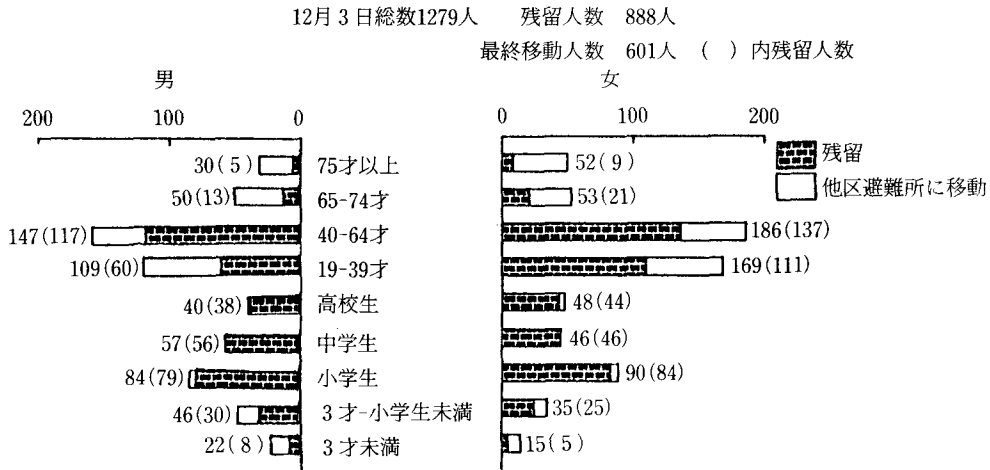 12月3日総数1279人 残留人数 888人
最終移動人数 601人 ( )内残留人数
男 女
200 100 0 0 100 200
残留
他区避難所に移動
30(5) 75才以上 52(9)
50(13) 65-74才 53(21)
147(117) 40-64才 186(137)
109(60) 19-39才 169(111)
40(38) 高校生 48(44)
57(56) 中学生 46(46)
84(79) 小学生 90(84)
46(30) 3才-小学生未満 35(25)
22(8) 3才未満 15(5)